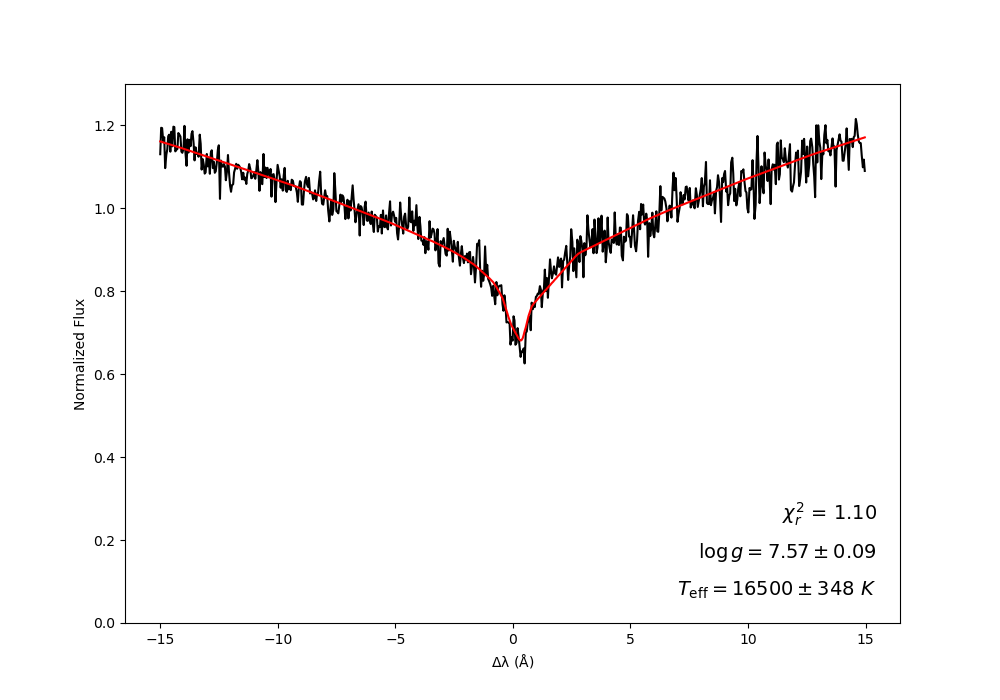 1.2
1.0
0.8
0.6
0.4
0.2
0.0
Normalized Flux
χ²ᵣ = 1.10
log g = 7.57 ± 0.09
T_eff = 16500 ± 348 K
−15 −10 −5 0 5 10 15
Δλ (Å)